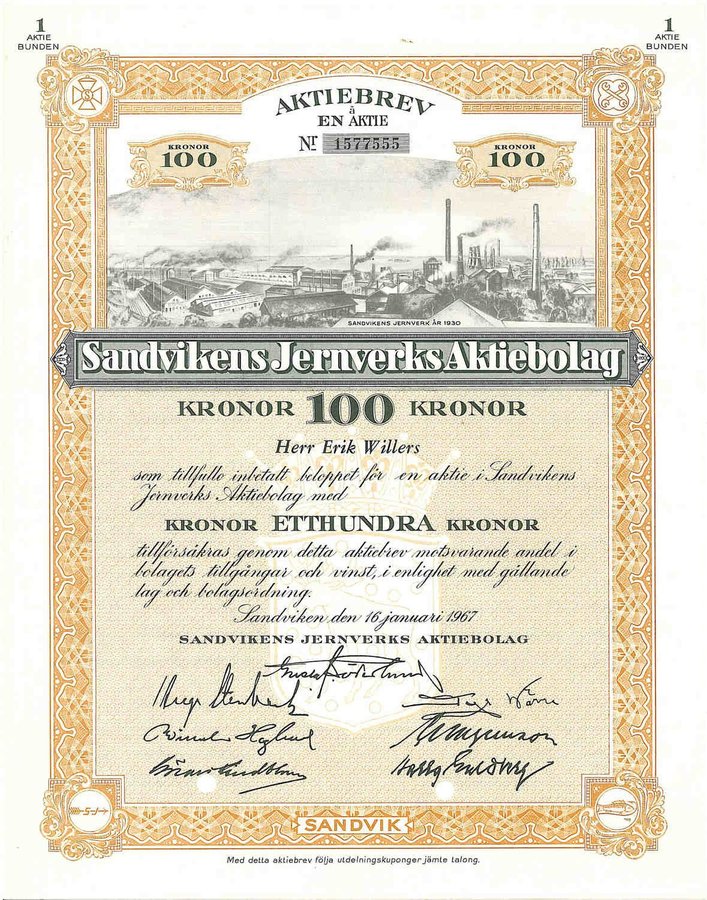 1
AKTIE
BUNDEN
1
AKTIE
BUNDEN
AKTIEBREV
à
EN AKTIE
Nr 1577555
KRONOR
100
KRONOR
100
SANDVIKENS JERNVERK ÅR 1930
Sandvikens Jernverks Aktiebolag
KRONOR 100 KRONOR
Herr Erik Willers
som tillfullo inbetalt beloppet för en aktie i Sandvikens
Jernverks Aktiebolag med
KRONOR ETTHUNDRA KRONOR
tillförsäkras genom detta aktiebrev motsvarande andel i
bolagets tillgångar och vinst, i enlighet med gällande
lag och bolagsordning.
Sandviken den 16 januari 1967
SANDVIKENS JERNVERKS AKTIEBOLAG
SANDVIK
Med detta aktiebrev följa utdelningskuponger jämte talong.